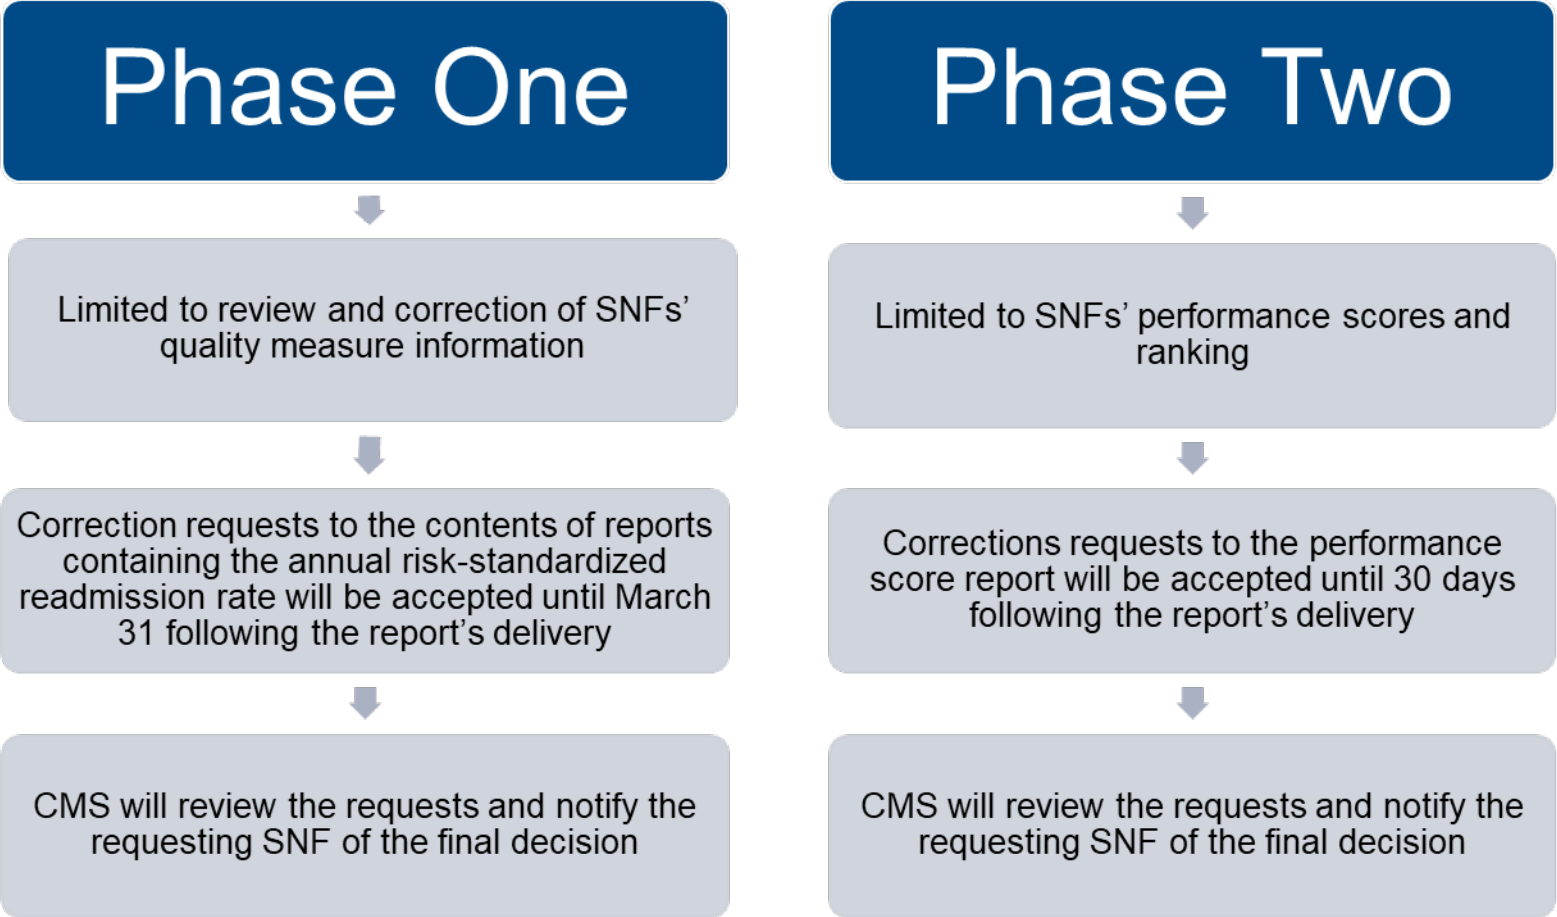 Phase One
Limited to review and correction of SNFs’
quality measure information
Correction requests to the contents of reports
containing the annual risk-standardized
readmission rate will be accepted until March
31 following the report’s delivery
CMS will review the requests and notify the
requesting SNF of the final decision
Phase Two
Limited to SNFs’ performance scores and
ranking
Corrections requests to the performance
score report will be accepted until 30 days
following the report’s delivery
CMS will review the requests and notify the
requesting SNF of the final decision